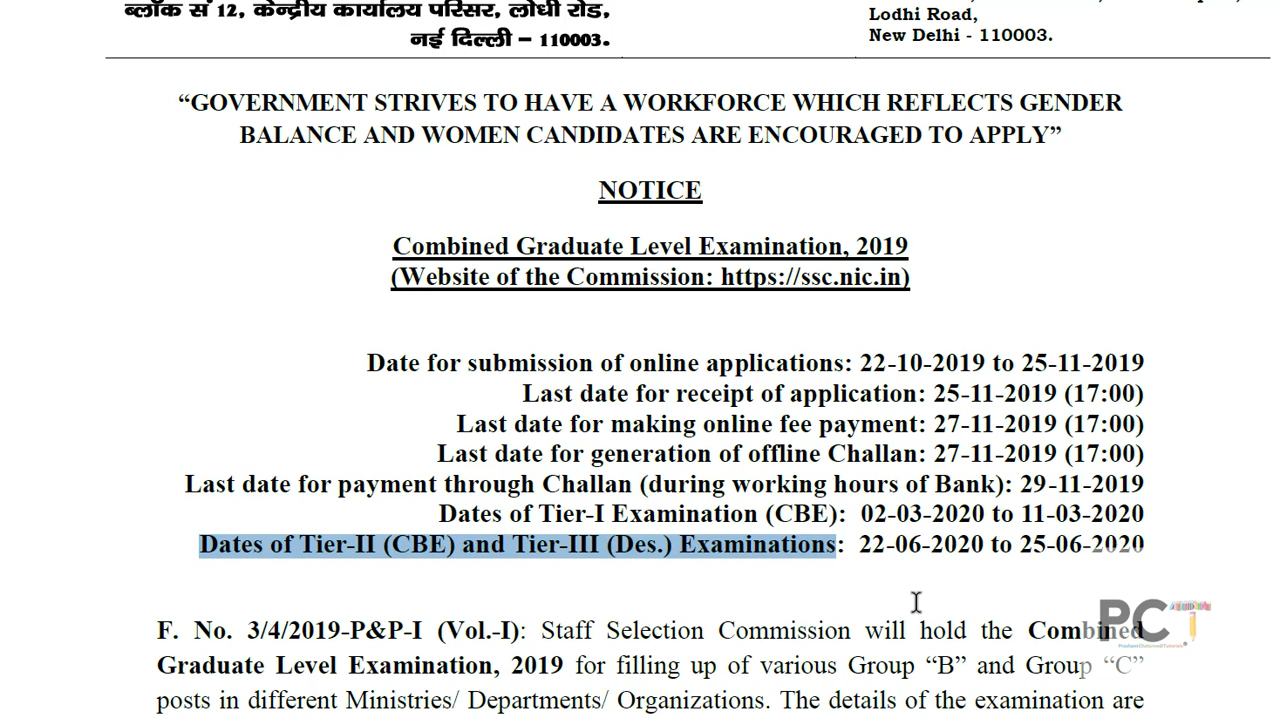 ब्लॉक सं 12, केन्द्रीय कार्यालय परिसर, लोधी रोड,
नई दिल्ली – 110003.
Lodhi Road,
New Delhi - 110003.
“GOVERNMENT STRIVES TO HAVE A WORKFORCE WHICH REFLECTS GENDER
BALANCE AND WOMEN CANDIDATES ARE ENCOURAGED TO APPLY”
NOTICE
Combined Graduate Level Examination, 2019
(Website of the Commission: https://ssc.nic.in)
Date for submission of online applications: 22-10-2019 to 25-11-2019
Last date for receipt of application: 25-11-2019 (17:00)
Last date for making online fee payment: 27-11-2019 (17:00)
Last date for generation of offline Challan: 27-11-2019 (17:00)
Last date for payment through Challan (during working hours of Bank): 29-11-2019
Dates of Tier-I Examination (CBE): 02-03-2020 to 11-03-2020
Dates of Tier-II (CBE) and Tier-III (Des.) Examinations: 22-06-2020 to 25-06-2020
F. No. 3/4/2019-P&P-I (Vol.-I): Staff Selection Commission will hold the Combined
Graduate Level Examination, 2019 for filling up of various Group “B” and Group “C”
posts in different Ministries/ Departments/ Organizations. The details of the examination are
PCT